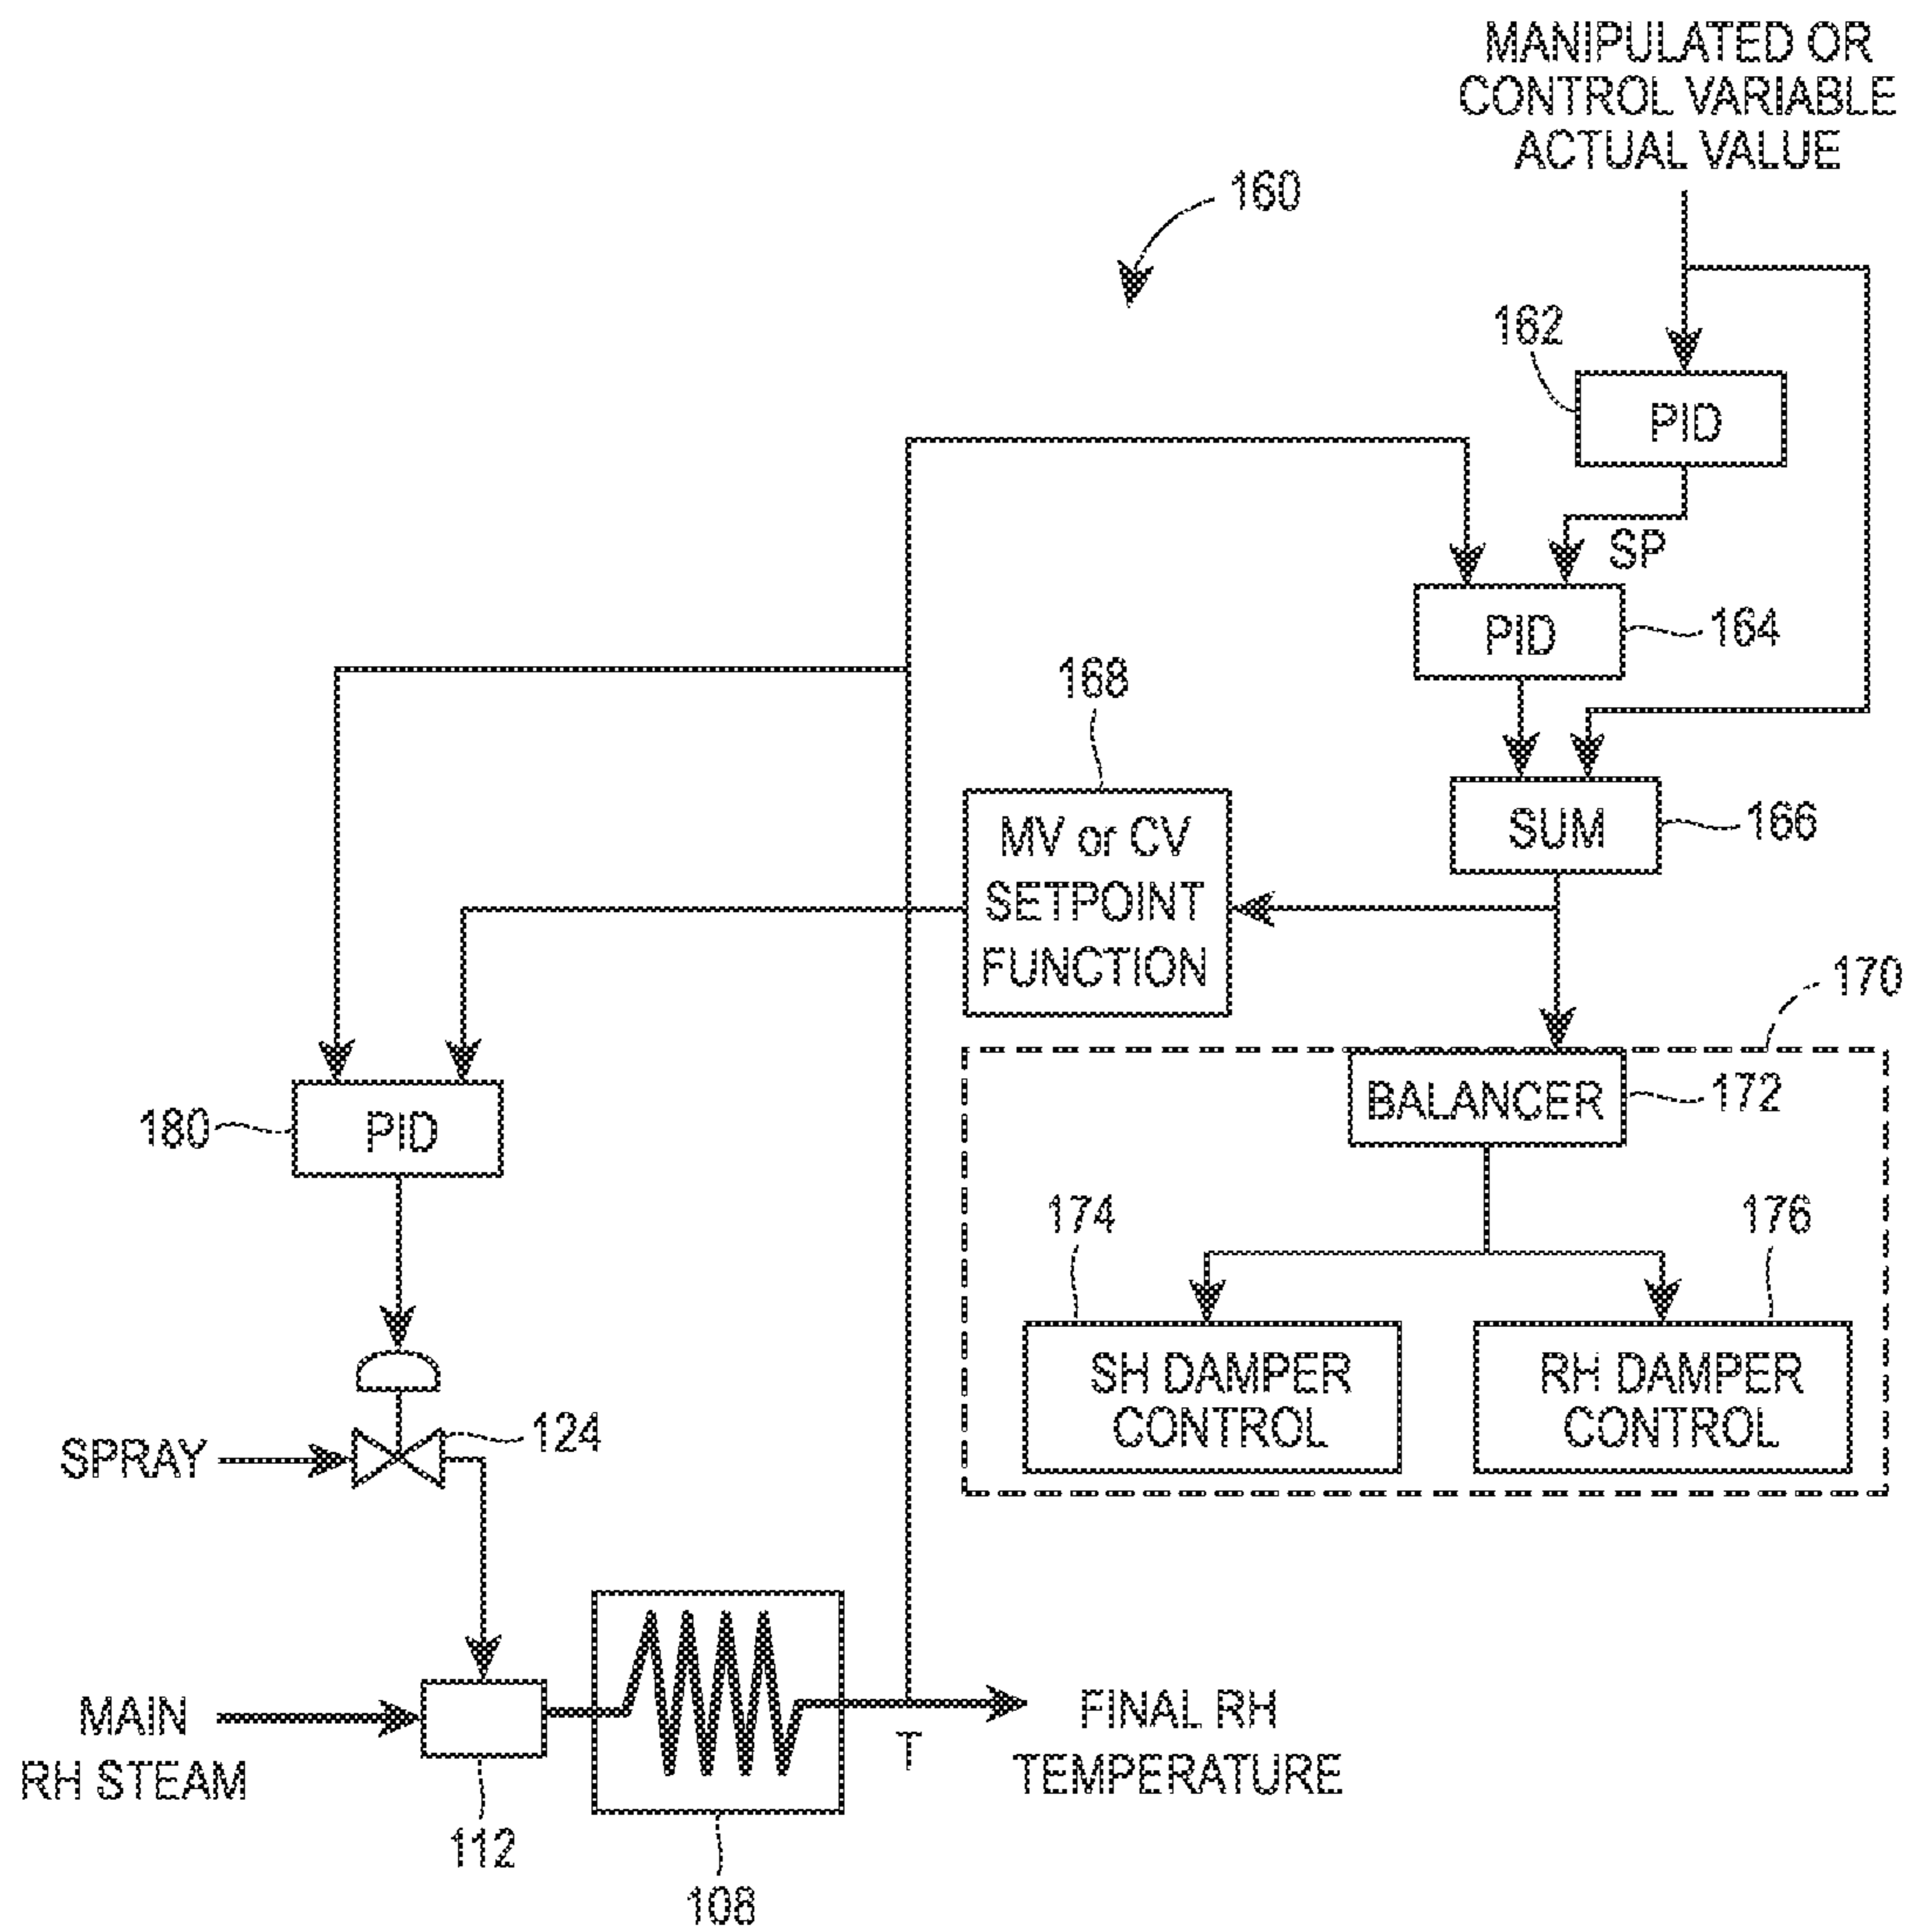 MANIPULATED OR
CONTROL VARIABLE
ACTUAL VALUE
160
162
PID
SP
PID
164
168
SUM
166
MV or CV
SETPOINT
FUNCTION
170
BALANCER
172
180
PID
174
176
SH DAMPER
CONTROL
RH DAMPER
CONTROL
124
SPRAY
MAIN
RH STEAM
T
FINAL RH
TEMPERATURE
112
108